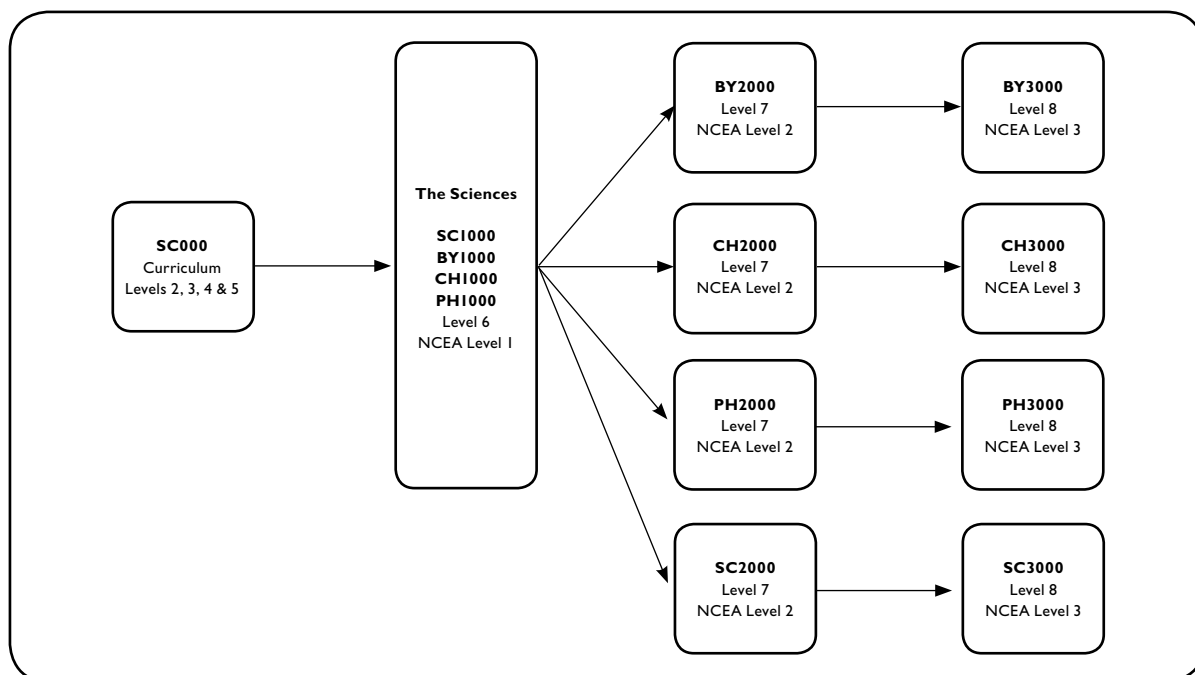 SC000
Curriculum
Levels 2, 3, 4 & 5
The Sciences
SC1000
BY1000
CH1000
PH1000
Level 6
NCEA Level 1
BY2000
Level 7
NCEA Level 2
BY3000
Level 8
NCEA Level 3
CH2000
Level 7
NCEA Level 2
CH3000
Level 8
NCEA Level 3
PH2000
Level 7
NCEA Level 2
PH3000
Level 8
NCEA Level 3
SC2000
Level 7
NCEA Level 2
SC3000
Level 8
NCEA Level 3